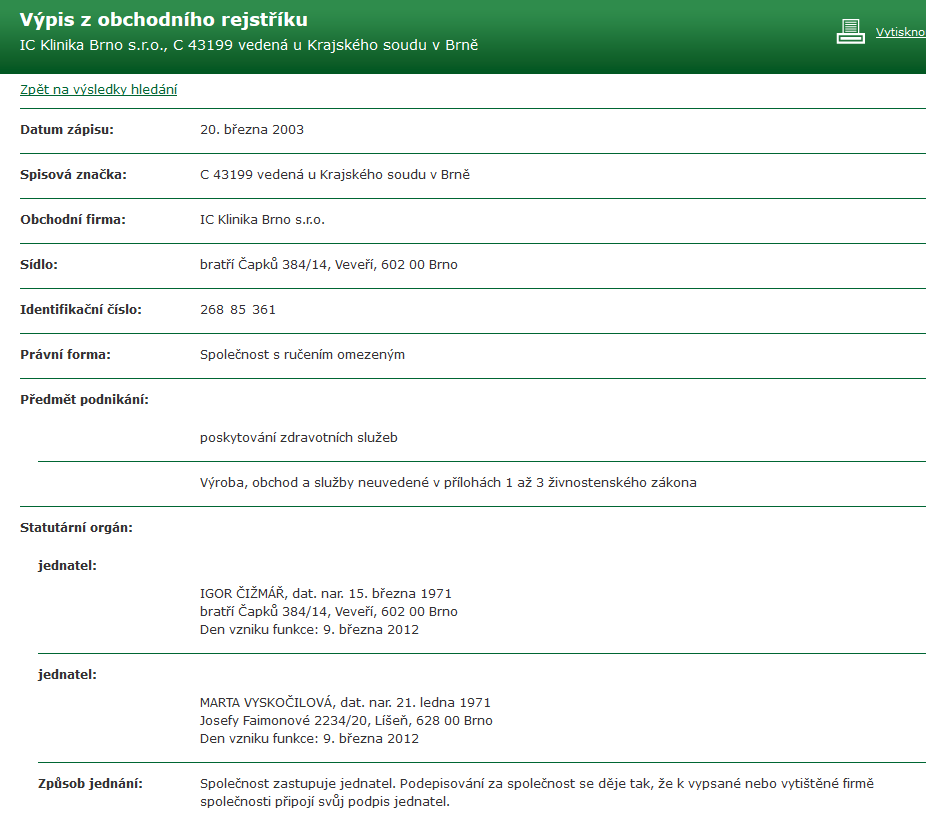 Výpis z obchodního rejstříku
IC Klinika Brno s.r.o., C 43199 vedená u Krajského soudu v Brně
Vytiskno
Zpět na výsledky hledání
Datum zápisu: 20. března 2003
Spisová značka: C 43199 vedená u Krajského soudu v Brně
Obchodní firma: IC Klinika Brno s.r.o.
Sídlo: bratří Čapků 384/14, Veveří, 602 00 Brno
Identifikační číslo: 268 85 361
Právní forma: Společnost s ručením omezeným
Předmět podnikání:
poskytování zdravotních služeb
Výroba, obchod a služby neuvedené v přílohách 1 až 3 živnostenského zákona
Statutární orgán:
jednatel:
IGOR ČIŽMÁŘ, dat. nar. 15. března 1971
bratří Čapků 384/14, Veveří, 602 00 Brno
Den vzniku funkce: 9. března 2012
jednatel:
MARTA VYSKOČILOVÁ, dat. nar. 21. ledna 1971
Josefy Faimonové 2234/20, Líšeň, 628 00 Brno
Den vzniku funkce: 9. března 2012
Způsob jednání: Společnost zastupuje jednatel. Podepisování za společnost se děje tak, že k vypsané nebo vytištěné firmě
společnosti připojí svůj podpis jednatel.